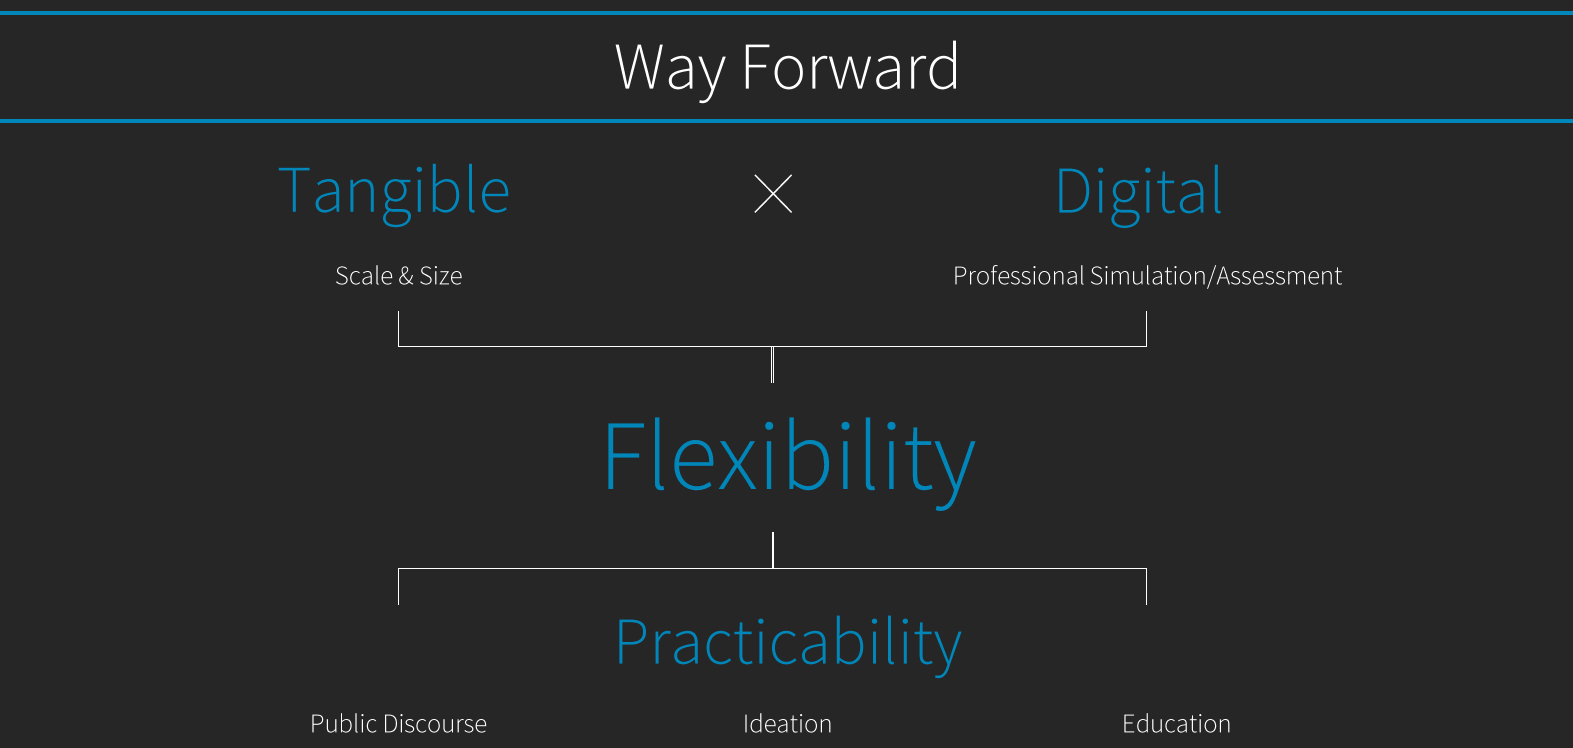 Way Forward
Tangible × Digital
Scale & Size Professional Simulation/Assessment
Flexibility
Practicability
Public Discourse Ideation Education